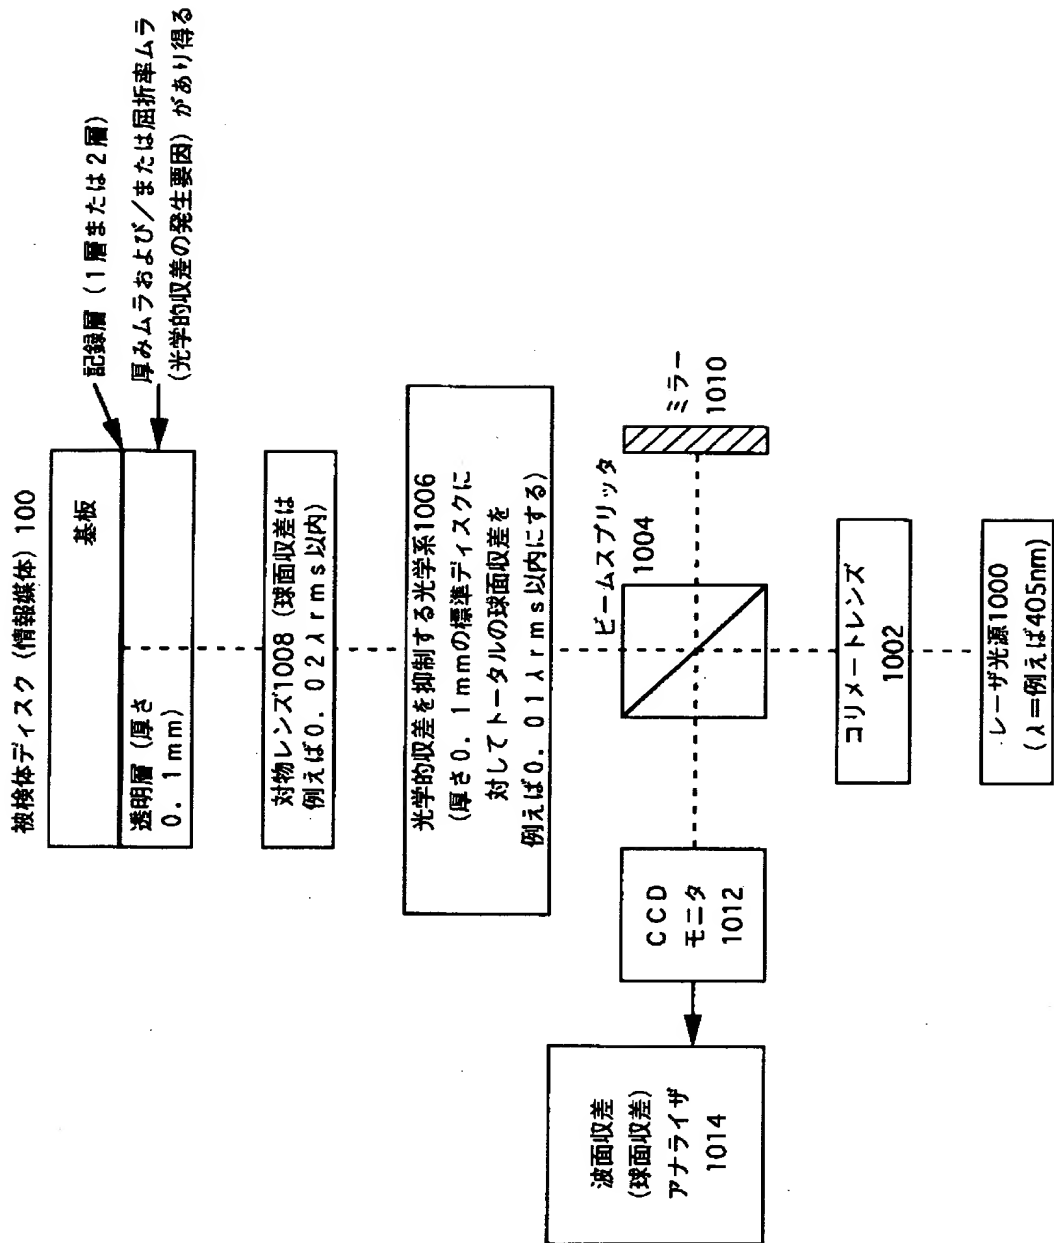 被検体ディスク (情報媒体) 100
基板
透明層 (厚さ
0. 1mm)
記録層 (1層または2層)
厚みムラおよび/または屈折率ムラ
(光学的収差の発生要因) があり得る
対物レンズ1008 (球面収差は
例えば0. 02λrms以内)
光学的収差を抑制する光学系1006
(厚さ0. 1mmの標準ディスクに
対してトータルの球面収差を
例えば0. 01λrms以内にする)
ビームスプリッタ
1004
ミラー
1010
CCD
モニタ
1012
波面収差
(球面収差)
アナライザ
1014
コリメートレンズ
1002
レーザ光源1000
(λ=例えば405nm)